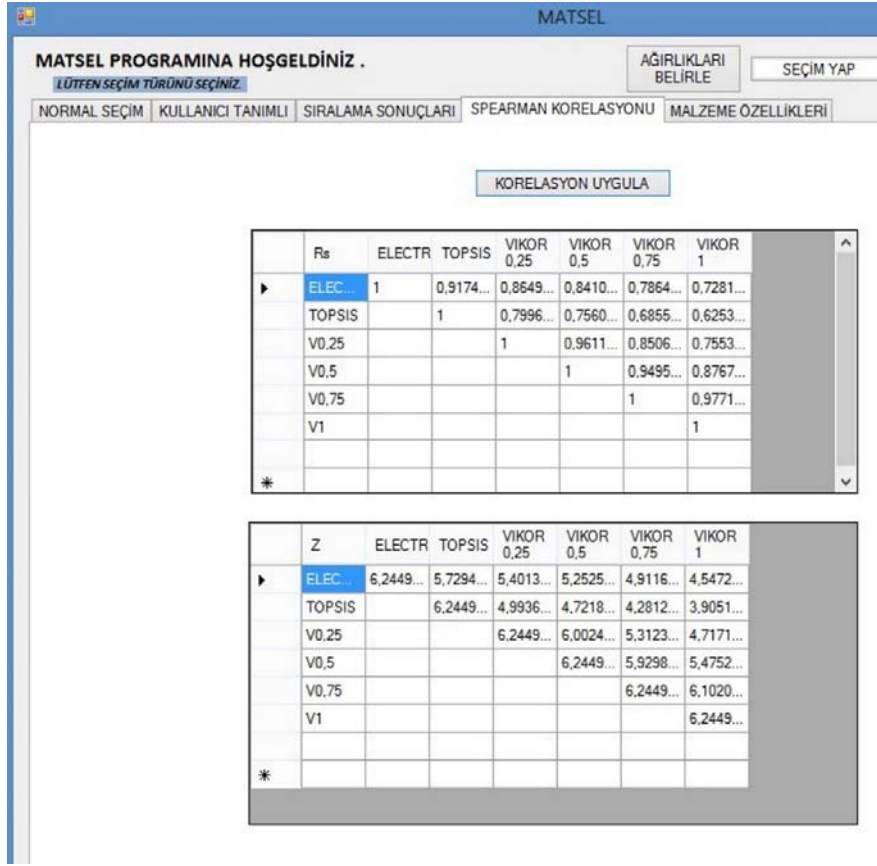 MATSEL
MATSEL PROGRAMINA HOŞGELDİNİZ .
LÜTFEN SEÇİM TÜRÜNÜ SEÇİNİZ.
AĞIRLIKLARI BELİRLE
SEÇİM YAP
NORMAL SEÇİM KULLANICI TANIMLI SIRALAMA SONUÇLARI SPEARMAN KORELASYONU MALZEME ÖZELLİKLERİ
KORELASYON UYGULA
Rs ELECTR TOPSIS VIKOR 0,25 VIKOR 0,5 VIKOR 0,75 VIKOR 1
ELEC... 1 0,9174... 0,8649... 0,8410... 0,7864... 0,7281...
TOPSIS 1 0,7996... 0,7560... 0,6855... 0,6253...
V0,25 1 0,9611... 0,8506... 0,7553...
V0,5 1 0,9495... 0,8767...
V0,75 1 0,9771...
V1 1
Z ELECTR TOPSIS VIKOR 0,25 VIKOR 0,5 VIKOR 0,75 VIKOR 1
ELEC... 6,2449... 5,7294... 5,4013... 5,2525... 4,9116... 4,5472...
TOPSIS 6,2449... 4,9936... 4,7218... 4,2812... 3,9051...
V0,25 6,2449... 6,0024... 5,3123... 4,7171...
V0,5 6,2449... 5,9298... 5,4752...
V0,75 6,2449... 6,1020...
V1 6,2449...